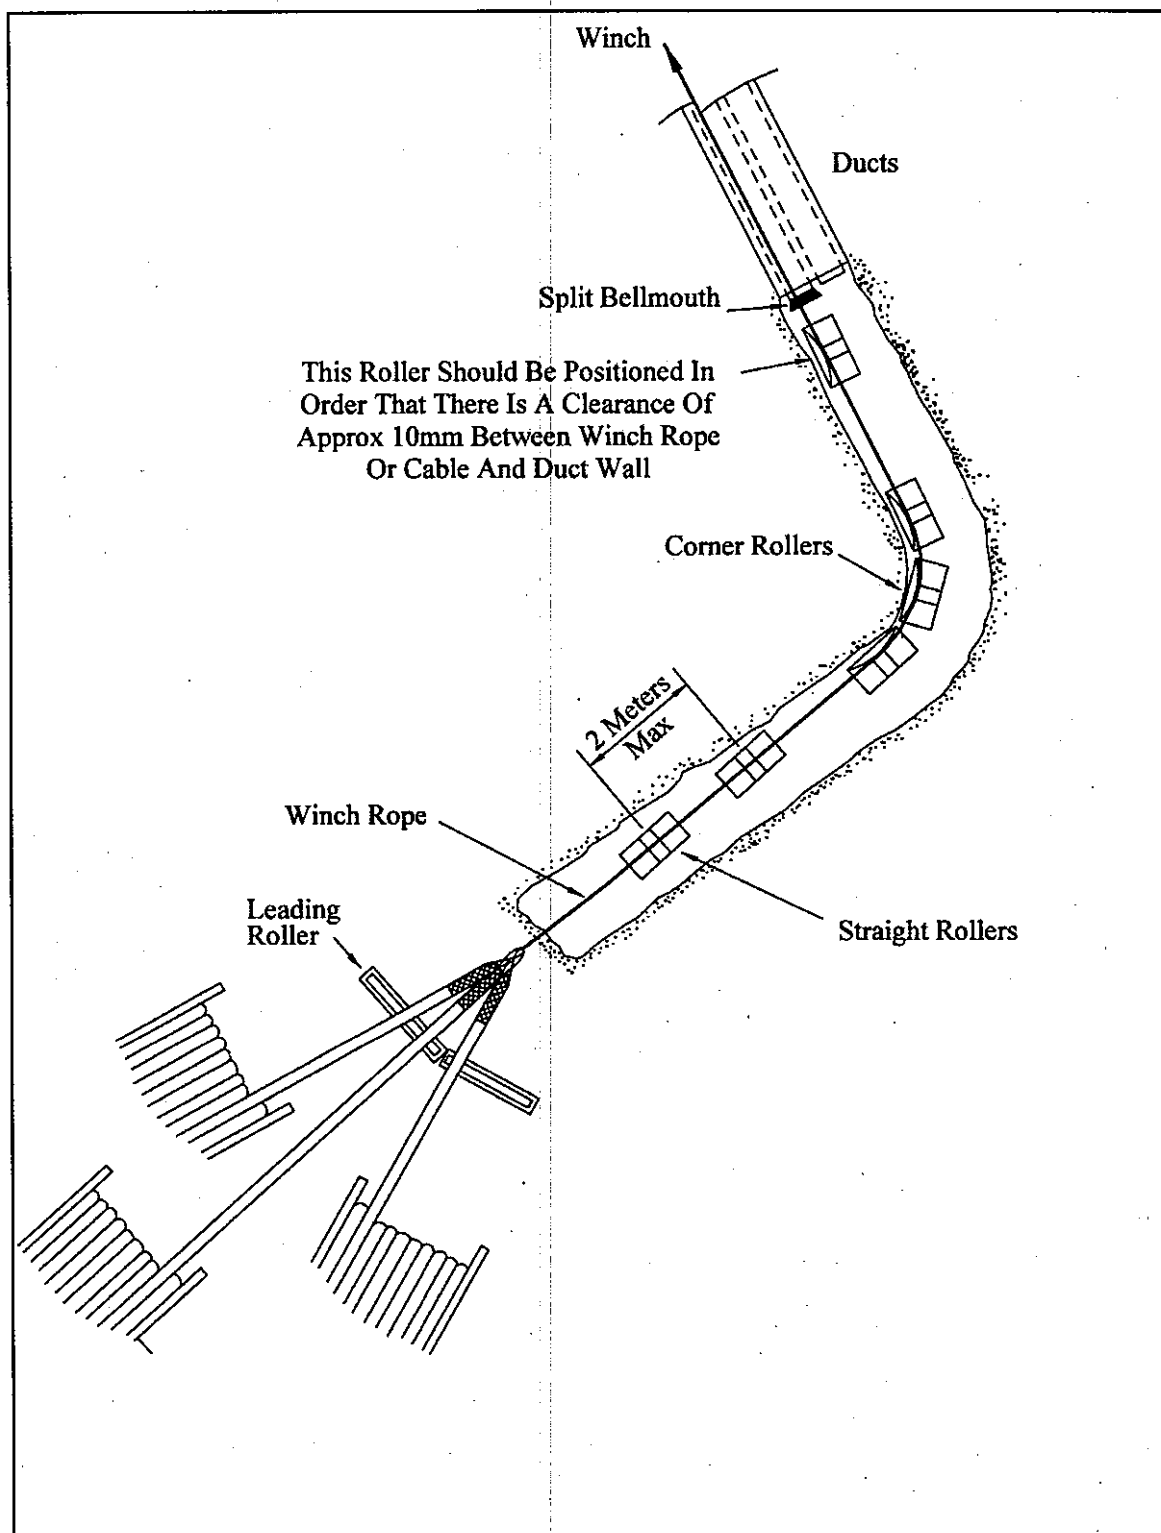 Winch
Ducts
Split Bellmouth
This Roller Should Be Positioned In
Order That There Is A Clearance Of
Approx 10mm Between Winch Rope
Or Cable And Duct Wall
Corner Rollers
2 Meters
Max
Winch Rope
Leading
Roller
Straight Rollers